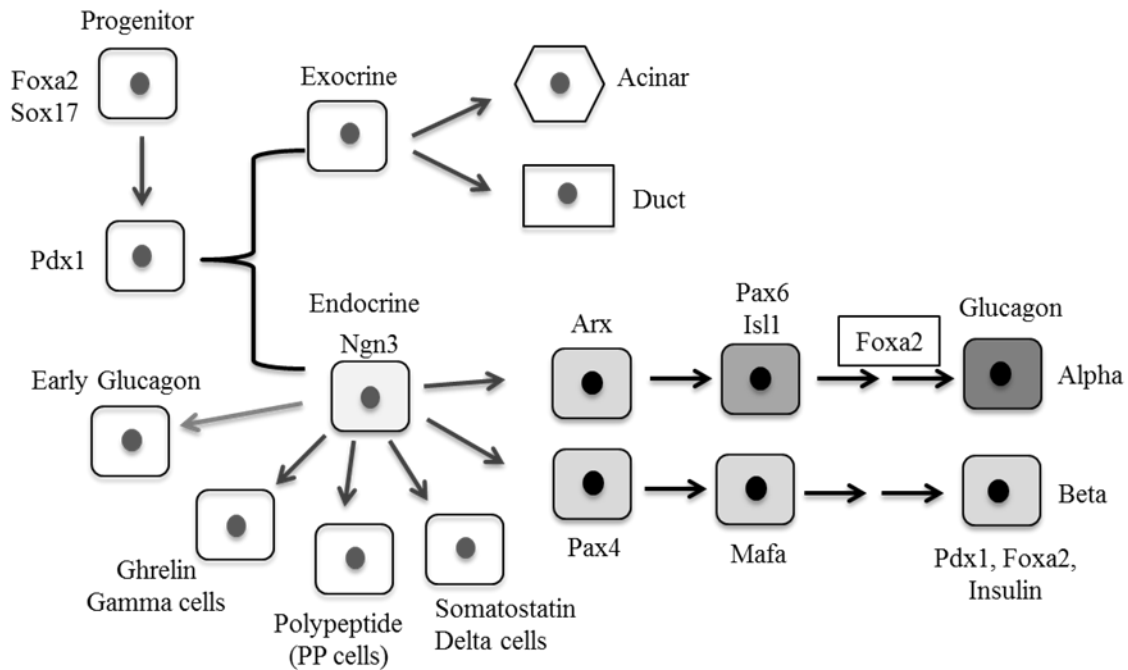 Progenitor
Foxa2
Sox17
Exocrine
Acinar
Duct
Pdx1
Endocrine
Ngn3
Early Glucagon
Arx
Pax6
Isl1
Foxa2
Glucagon
Alpha
Beta
Pax4
Mafa
Pdx1, Foxa2,
Insulin
Ghrelin
Gamma cells
Polypeptide
(PP cells)
Somatostatin
Delta cells